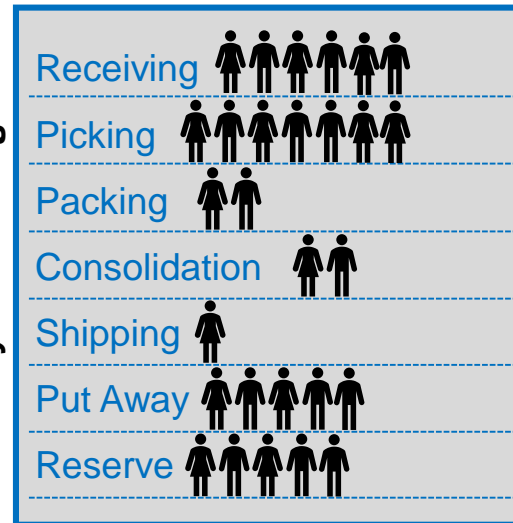 Receiving
Picking
Packing
Consolidation
Shipping
Put Away
Reserve